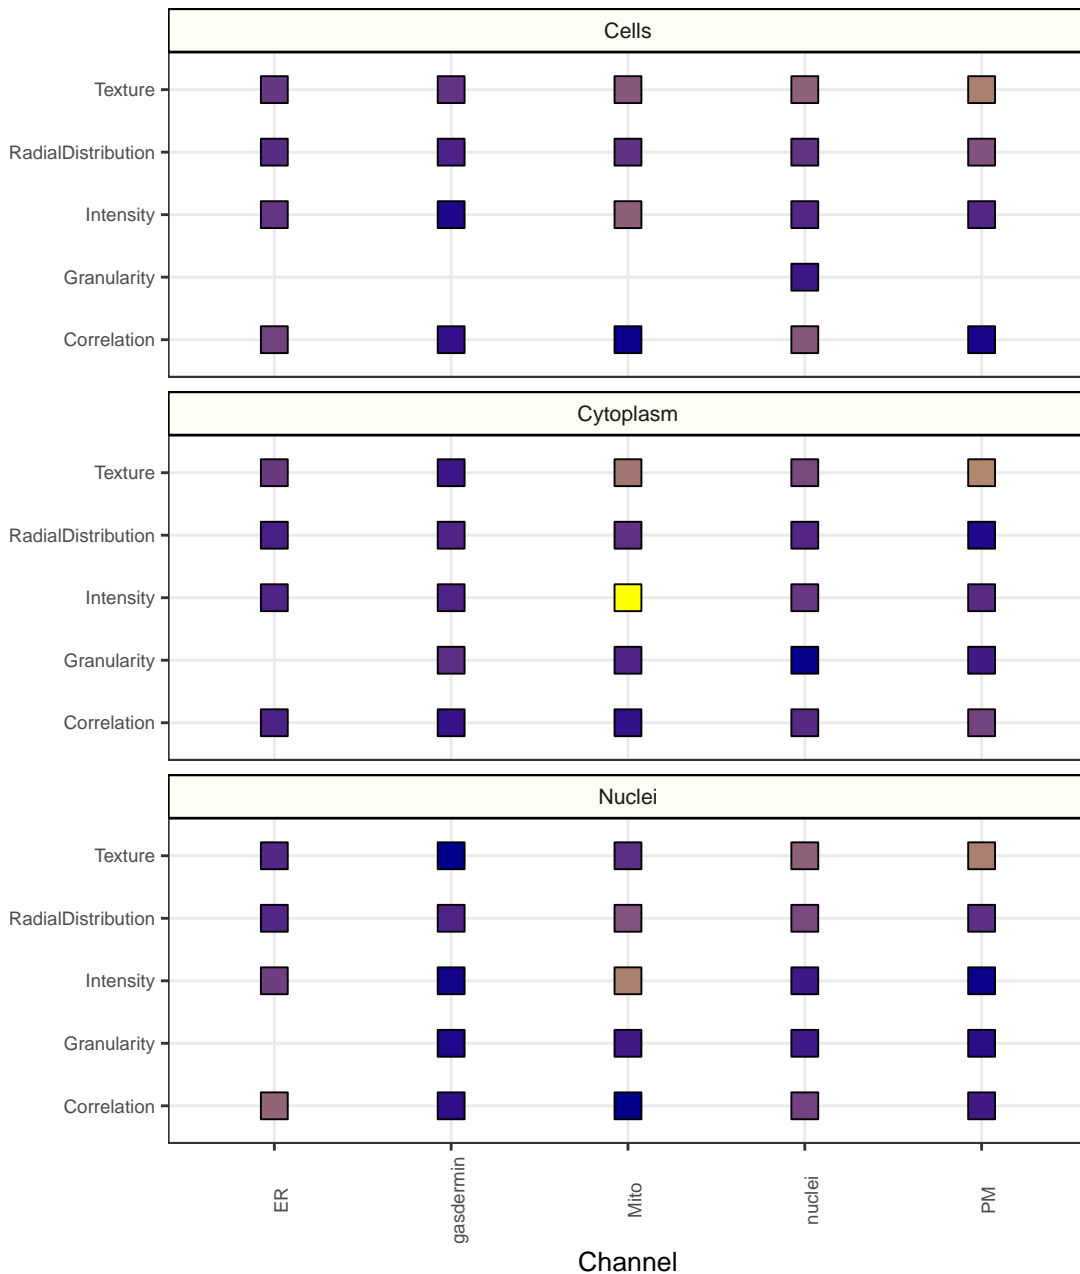 Cells
Texture
RadialDistribution
Intensity
Granularity
Correlation
Cytoplasm
Texture
RadialDistribution
Intensity
Granularity
Correlation
Nuclei
Texture
RadialDistribution
Intensity
Granularity
Correlation
ER
gasdermin
Mito
nuclei
PM
Channel